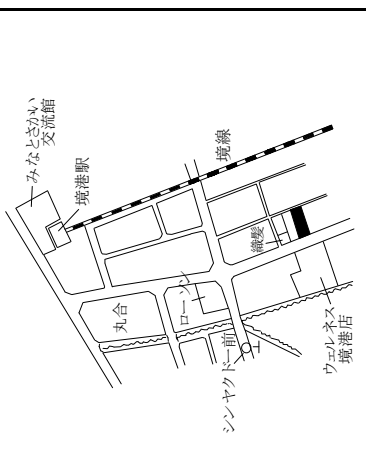 みなとさかい
交流館
境港駅
境線
丸合
ローソン
織髪
シンヤクドー前
ウェルネス
境港店